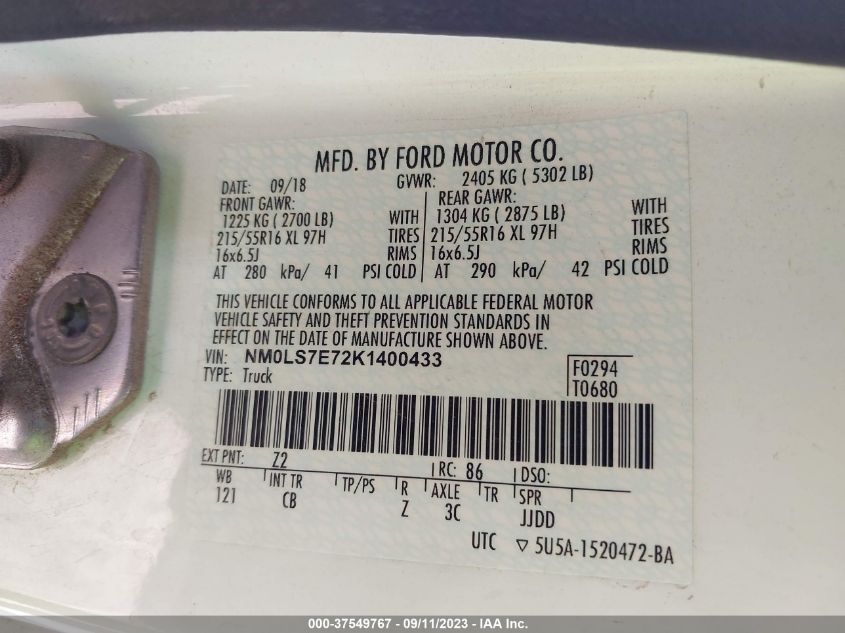 MFD. BY FORD MOTOR CO.
DATE: 09/18 GVWR: 2405 KG ( 5302 LB)
FRONT GAWR: REAR GAWR:
1225 KG ( 2700 LB) WITH 1304 KG ( 2875 LB) WITH
215/55R16 XL 97H TIRES 215/55R16 XL 97H TIRES
16x6.5J RIMS 16x6.5J RIMS
AT 280 kPa/ 41 PSI COLD AT 290 kPa/ 42 PSI COLD
THIS VEHICLE CONFORMS TO ALL APPLICABLE FEDERAL MOTOR
VEHICLE SAFETY AND THEFT PREVENTION STANDARDS IN
EFFECT ON THE DATE OF MANUFACTURE SHOWN ABOVE.
VIN: NM0LS7E72K1400433
F0294
TYPE: Truck
T0680
EXT PNT: Z2 RC: 86 DSO:
WB INT TR TP/PS R AXLE TR SPR
121 CB Z 3C JJDD
UTC ▽ 5U5A-1520472-BA
000-37549767 - 09/11/2023 - IAA Inc.